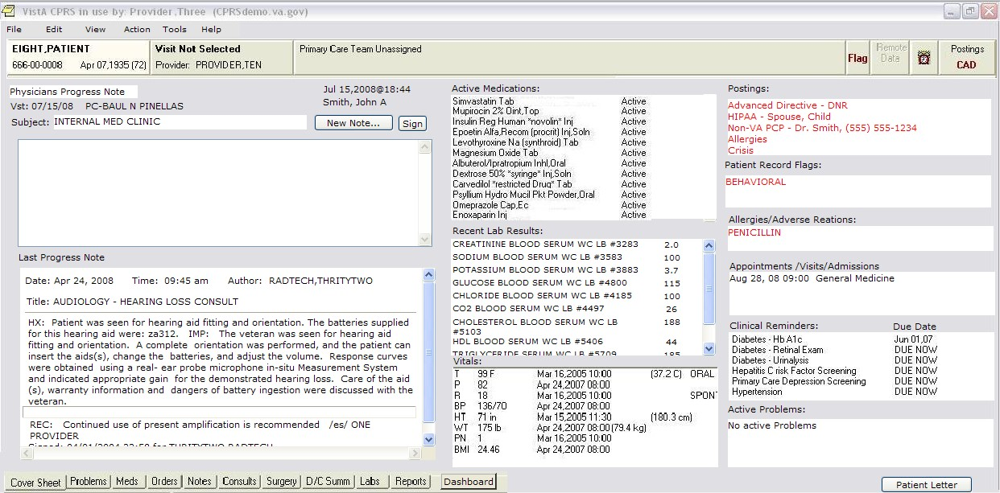 VistA CPRS in use by: Provider,Three (CPRSdemo.va.gov)
File Edit View Action Tools Help
EIGHT,PATIENT
666-00-0008 Apr 07,1935 (72)
Visit Not Selected
Provider: PROVIDER,TEN
Primary Care Team Unassigned
Flag
Remote
Data
Postings
CAD
Physicians Progress Note
Vst: 07/15/08 PC-BAUL N PINELLAS
Subject: INTERNAL MED CLINIC
Jul 15,2008@18:44
Smith, John A
New Note...
Sign
Last Progress Note
Date: Apr 24, 2008 Time: 09:45 am Author: RADTECH,THRITYTWO
Title: AUDIOLOGY - HEARING LOSS CONSULT
HX: Patient was seen for hearing aid fitting and orientation. The batteries supplied
for this hearing aid were: za312. IMP: The veteran was seen for hearing aid
fitting and orientation. A complete orientation was performed, and the patient can
insert the aids(s), change the batteries, and adjust the volume. Response curves
were obtained using a real- ear probe microphone in-situ Measurement System
and indicated appropriate gain for the demonstrated hearing loss. Care of the aid
(s), warranty information and dangers of battery ingestion were discussed with the
veteran.
REC: Continued use of present amplification is recommended /es/ ONE
PROVIDER
Signed: 04/01/2004 22:58 for THRITYTWO,RADTECH
Active Medications:
Simvastatin Tab Active
Mupirocin 2% Oint,Top Active
Insulin Reg Human *novolin* Inj Active
Epoetin Alfa,Recom (procrit) Inj,Soln Active
Levothyroxine Na (synthroid) Tab Active
Magnesium Oxide Tab Active
Albuterol/Ipratropium Inhl,Oral Active
Dextrose 50% *syringe* Inj,Soln Active
Carvedilol *restricted Drug* Tab Active
Psyllium Hydro Mucil Pkt Powder,Oral Active
Omeprazole Cap,Ec Active
Enoxaparin Inj Active
Recent Lab Results:
CREATININE BLOOD SERUM WC LB #3283 2.0
SODIUM BLOOD SERUM WC LB #3583 100
POTASSIUM BLOOD SERUM WC LB #3883 3.7
GLUCOSE BLOOD SERUM WC LB #4800 115
CHLORIDE BLOOD SERUM WC LB #4185 100
CO2 BLOOD SERUM WC LB #4497 26
CHOLESTEROL BLOOD SERUM WC LB 188
#5103
HDL BLOOD SERUM WC LB #5406 44
TRIGLYCERIDE SERUM WC LB #5709 185
Vitals:
T 99 F Mar 16,2005 10:00 (37.2 C) ORAL
P 82 Apr 24,2007 08:00
R 18 Mar 16,2005 10:00 SPONT
BP 136/70 Apr 24,2007 08:00
HT 71 in Mar 15,2005 11:30 (180.3 cm)
WT 175 lb Apr 24,2007 08:00 (79.4 kg)
PN 1 Mar 16,2005 10:00
BMI 24.46 Apr 24,2007 08:00
Postings:
Advanced Directive - DNR
HIPAA - Spouse, Child
Non-VA PCP - Dr. Smith, (555) 555-1234
Allergies
Crisis
Patient Record Flags:
BEHAVIORAL
Allergies/Adverse Reations:
PENICILLIN
Appointments /Visits/Admissions
Aug 28, 08 09:00 General Medicine
Clinical Reminders: Due Date
Diabetes - Hb A1c Jun 01,07
Diabetes - Retinal Exam DUE NOW
Diabetes - Urinalysis DUE NOW
Hepatitis C risk Factor Screening DUE NOW
Primary Care Depression Screening DUE NOW
Hypertension DUE NOW
Active Problems:
No active Problems
Cover Sheet Problems Meds Orders Notes Consults Surgery D/C Summ Labs Reports Dashboard
Patient Letter